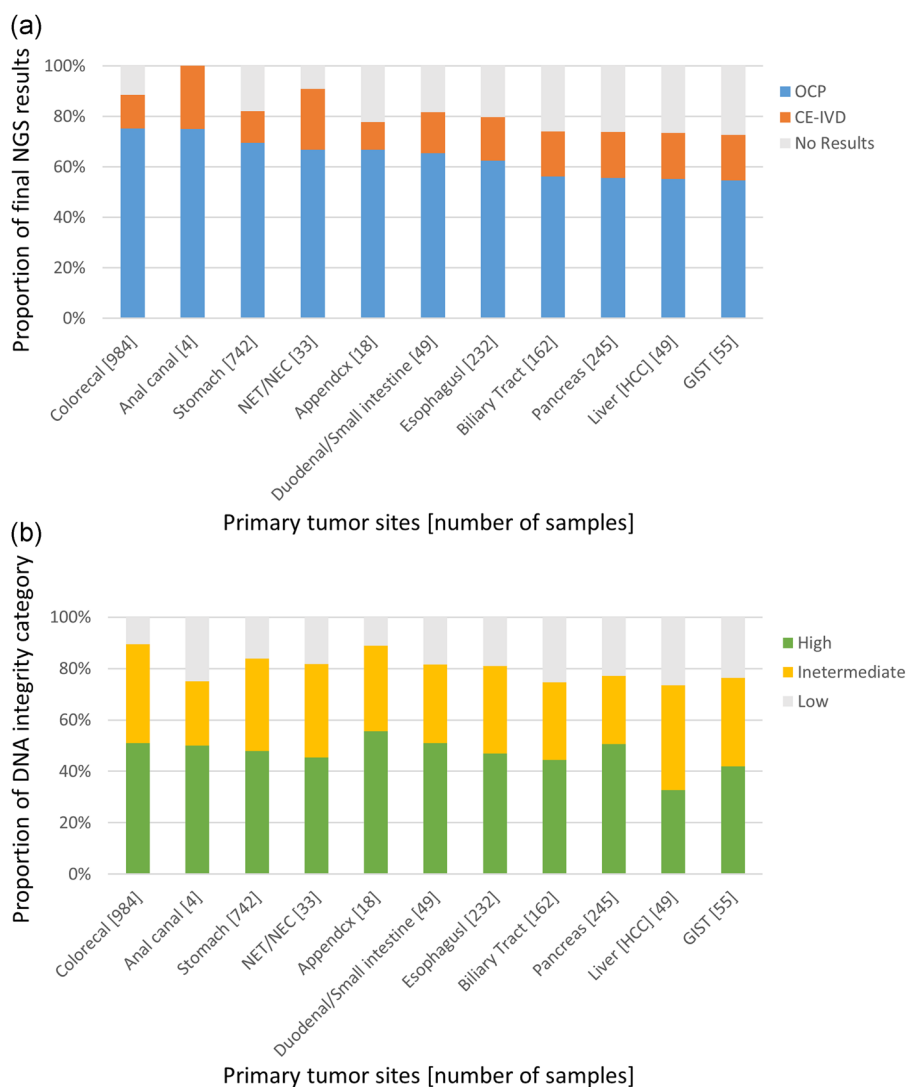 (a)
Proportion of final NGS results
100%
80%
60%
40%
20%
0%
OCP
CE-IVD
No Results
Colorecal [984]
Anal canal [4]
Stomach [742]
NET/NEC [33]
Appendcx [18]
Duodenal/Small intestine [49]
Esophagusl [232]
Biliary Tract [162]
Pancreas [245]
Liver [HCC] [49]
GIST [55]
Primary tumor sites [number of samples]
(b)
Proportion of DNA integrity category
100%
80%
60%
40%
20%
0%
High
Inetermediate
Low
Colorecal [984]
Anal canal [4]
Stomach [742]
NET/NEC [33]
Appendcx [18]
Duodenal/Small intestine [49]
Esophagusl [232]
Biliary Tract [162]
Pancreas [245]
Liver [HCC] [49]
GIST [55]
Primary tumor sites [number of samples]